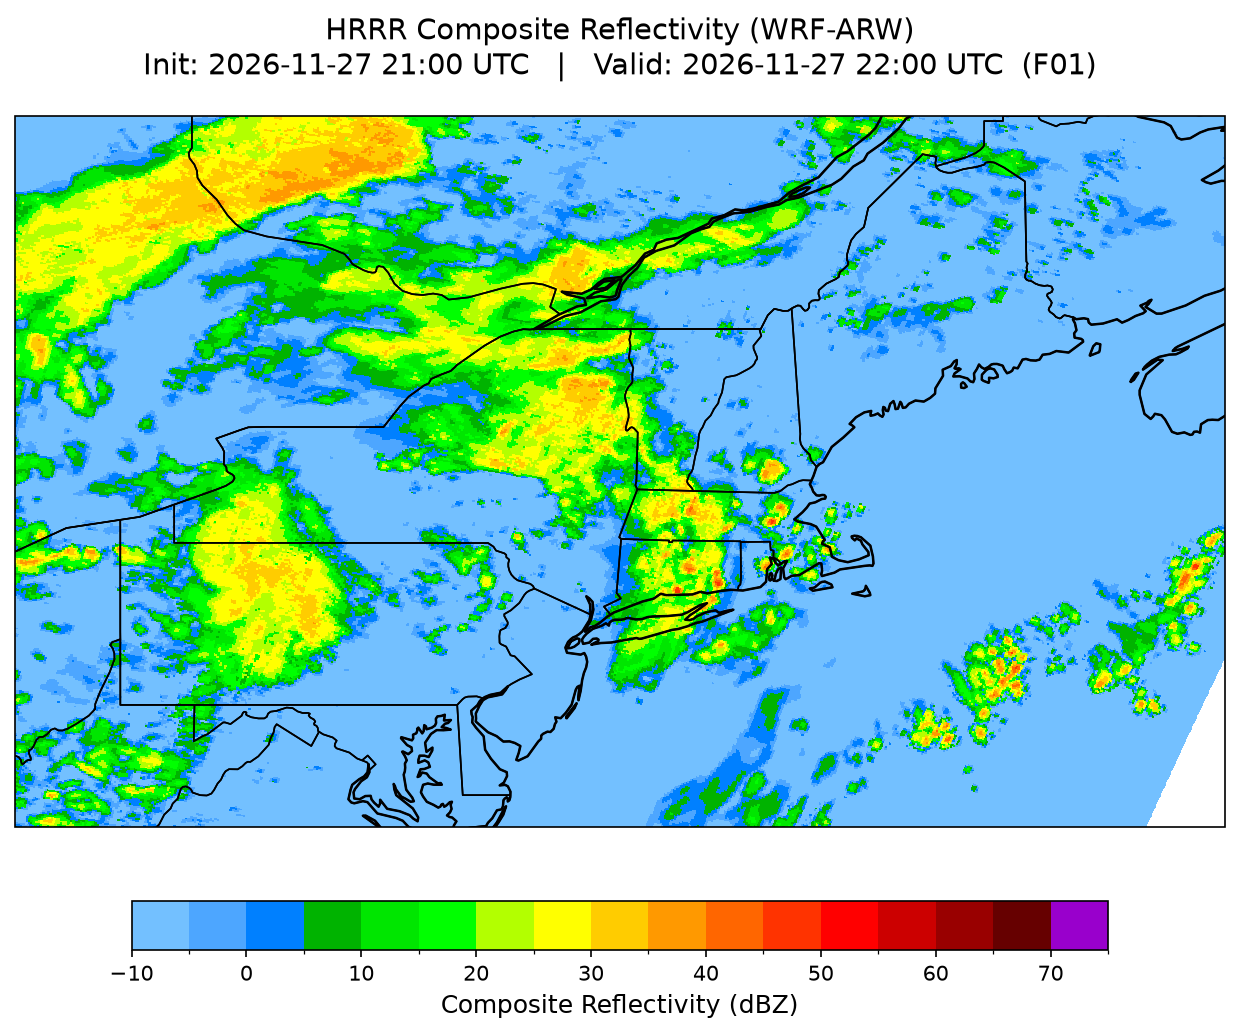 HRRR Composite Reflectivity (WRF-ARW)
Init: 2026-11-27 21:00 UTC | Valid: 2026-11-27 22:00 UTC (F01)
−10 0 10 20 30 40 50 60 70
Composite Reflectivity (dBZ)